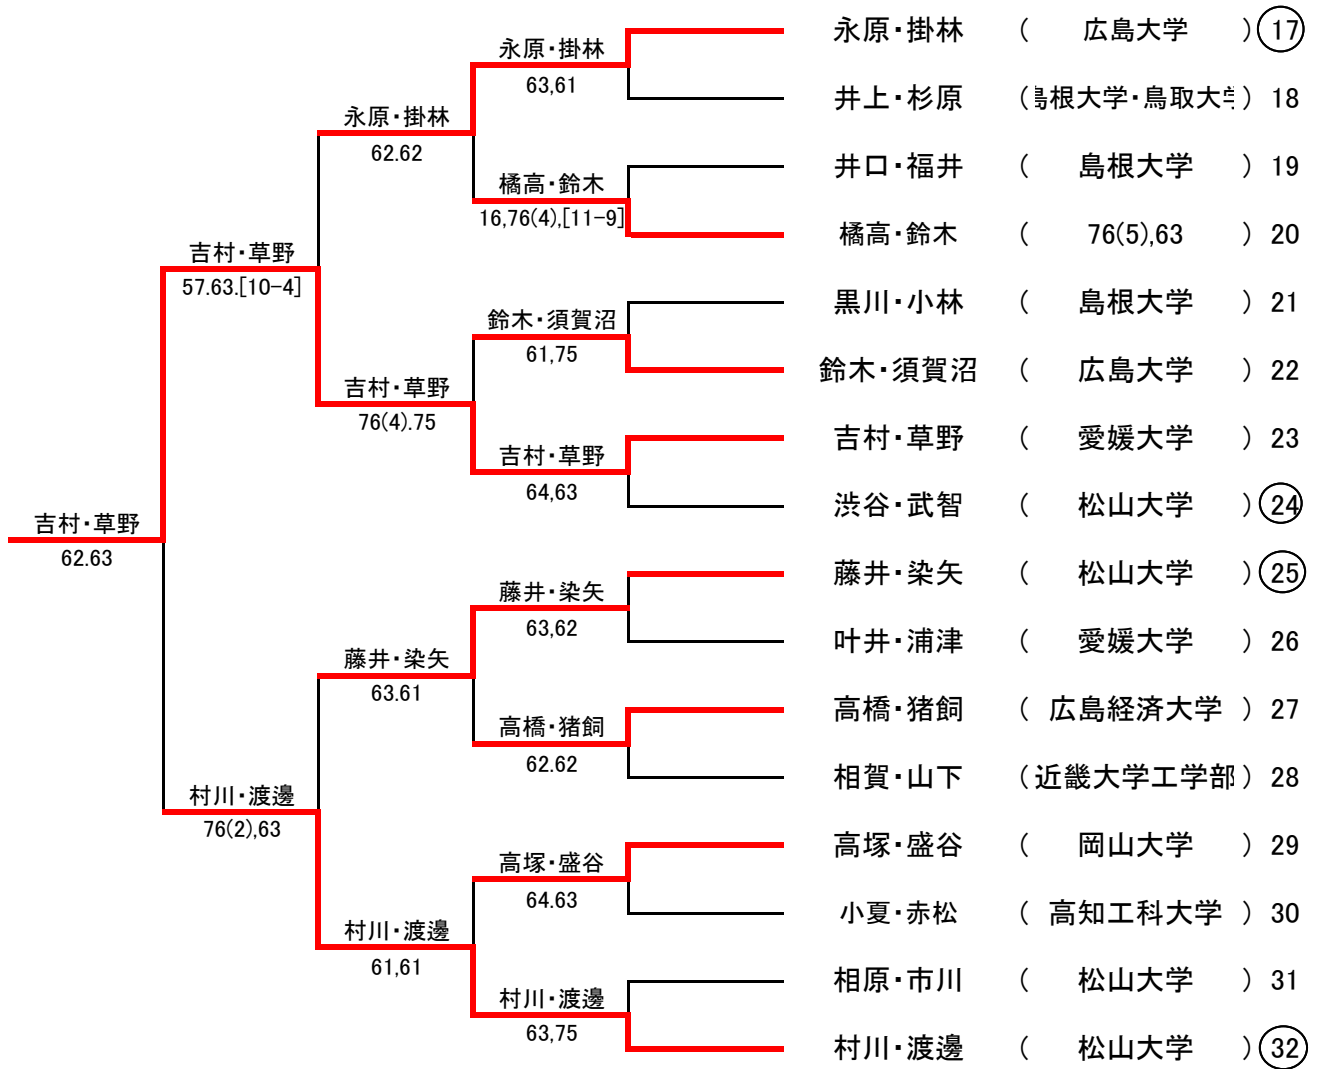 永原・掛林 ( 広島大学 ) 17
永原・掛林
63,61
井上・杉原 (島根大学・鳥取大学) 18
永原・掛林
62.62
井口・福井 ( 島根大学 ) 19
橘高・鈴木
16,76(4),[11-9]
橘高・鈴木 ( 76(5),63 ) 20
吉村・草野
57.63.[10-4]
黒川・小林 ( 島根大学 ) 21
鈴木・須賀沼
61,75
鈴木・須賀沼 ( 広島大学 ) 22
吉村・草野
76(4).75
吉村・草野 ( 愛媛大学 ) 23
吉村・草野
64,63
渋谷・武智 ( 松山大学 ) 24
吉村・草野
62.63
藤井・染矢 ( 松山大学 ) 25
藤井・染矢
63,62
叶井・浦津 ( 愛媛大学 ) 26
藤井・染矢
63.61
高橋・猪飼 ( 広島経済大学 ) 27
高橋・猪飼
62.62
相賀・山下 (近畿大学工学部) 28
村川・渡邊
76(2),63
高塚・盛谷 ( 岡山大学 ) 29
高塚・盛谷
64.63
小夏・赤松 ( 高知工科大学 ) 30
村川・渡邊
61,61
相原・市川 ( 松山大学 ) 31
村川・渡邊
63,75
村川・渡邊 ( 松山大学 ) 32